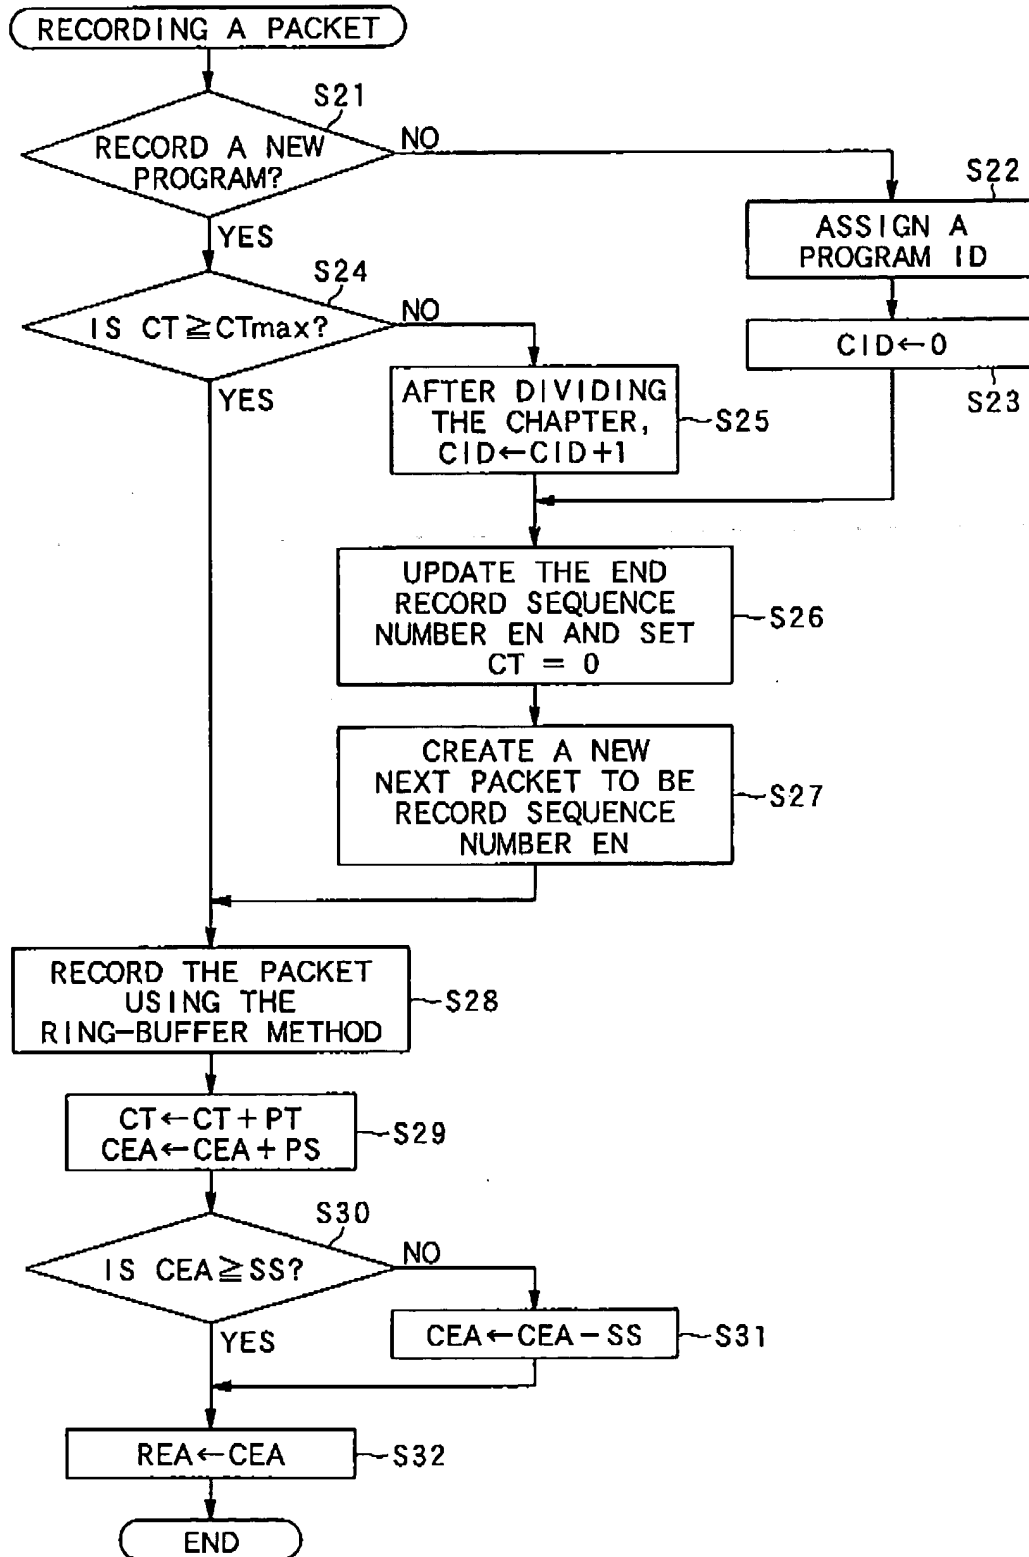 RECORDING A PACKET
S21
RECORD A NEW
PROGRAM?
NO
YES
S22
ASSIGN A
PROGRAM ID
CID←0
S23
S24
IS CT≧CTmax?
NO
YES
AFTER DIVIDING
THE CHAPTER,
CID←CID+1
S25
UPDATE THE END
RECORD SEQUENCE
NUMBER EN AND SET
CT = 0
S26
CREATE A NEW
NEXT PACKET TO BE
RECORD SEQUENCE
NUMBER EN
S27
RECORD THE PACKET
USING THE
RING-BUFFER METHOD
S28
CT←CT+PT
CEA←CEA+PS
S29
S30
IS CEA≧SS?
NO
YES
CEA←CEA-SS
S31
REA←CEA
S32
END